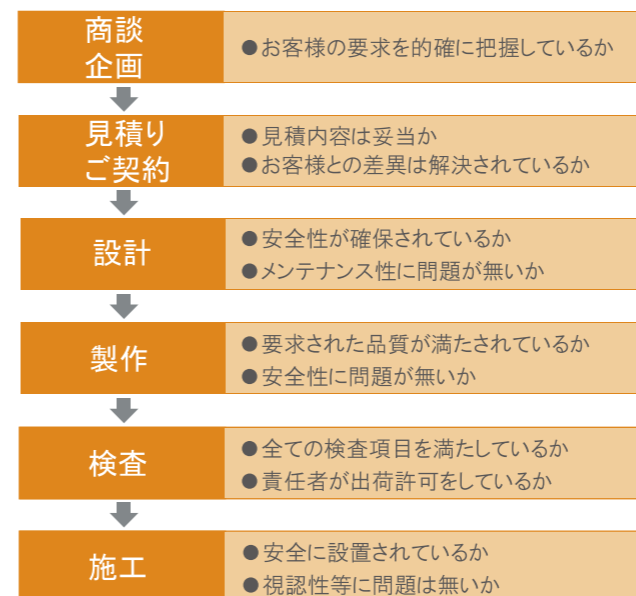 商談
企画
●お客様の要求を的確に把握しているか
見積り
ご契約
●見積内容は妥当か
●お客様との差異は解決されているか
設計
●安全性が確保されているか
●メンテナンス性に問題が無いか
製作
●要求された品質が満たされているか
●安全性に問題が無いか
検査
●全ての検査項目を満たしているか
●責任者が出荷許可をしているか
施工
●安全に設置されているか
●視認性等に問題は無いか